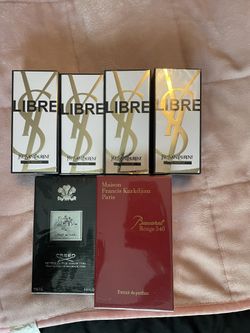 LIBRE
YVES SAINT LAURENT
LIBRE
YVES SAINT LAURENT
LIBRE
YVES SAINT LAURENT
LIBRE
YVES SAINT LAURENT
CREED
Maison
Francis Kurkdjian
Paris
Baccarat
Rouge 540
Extrait de parfum